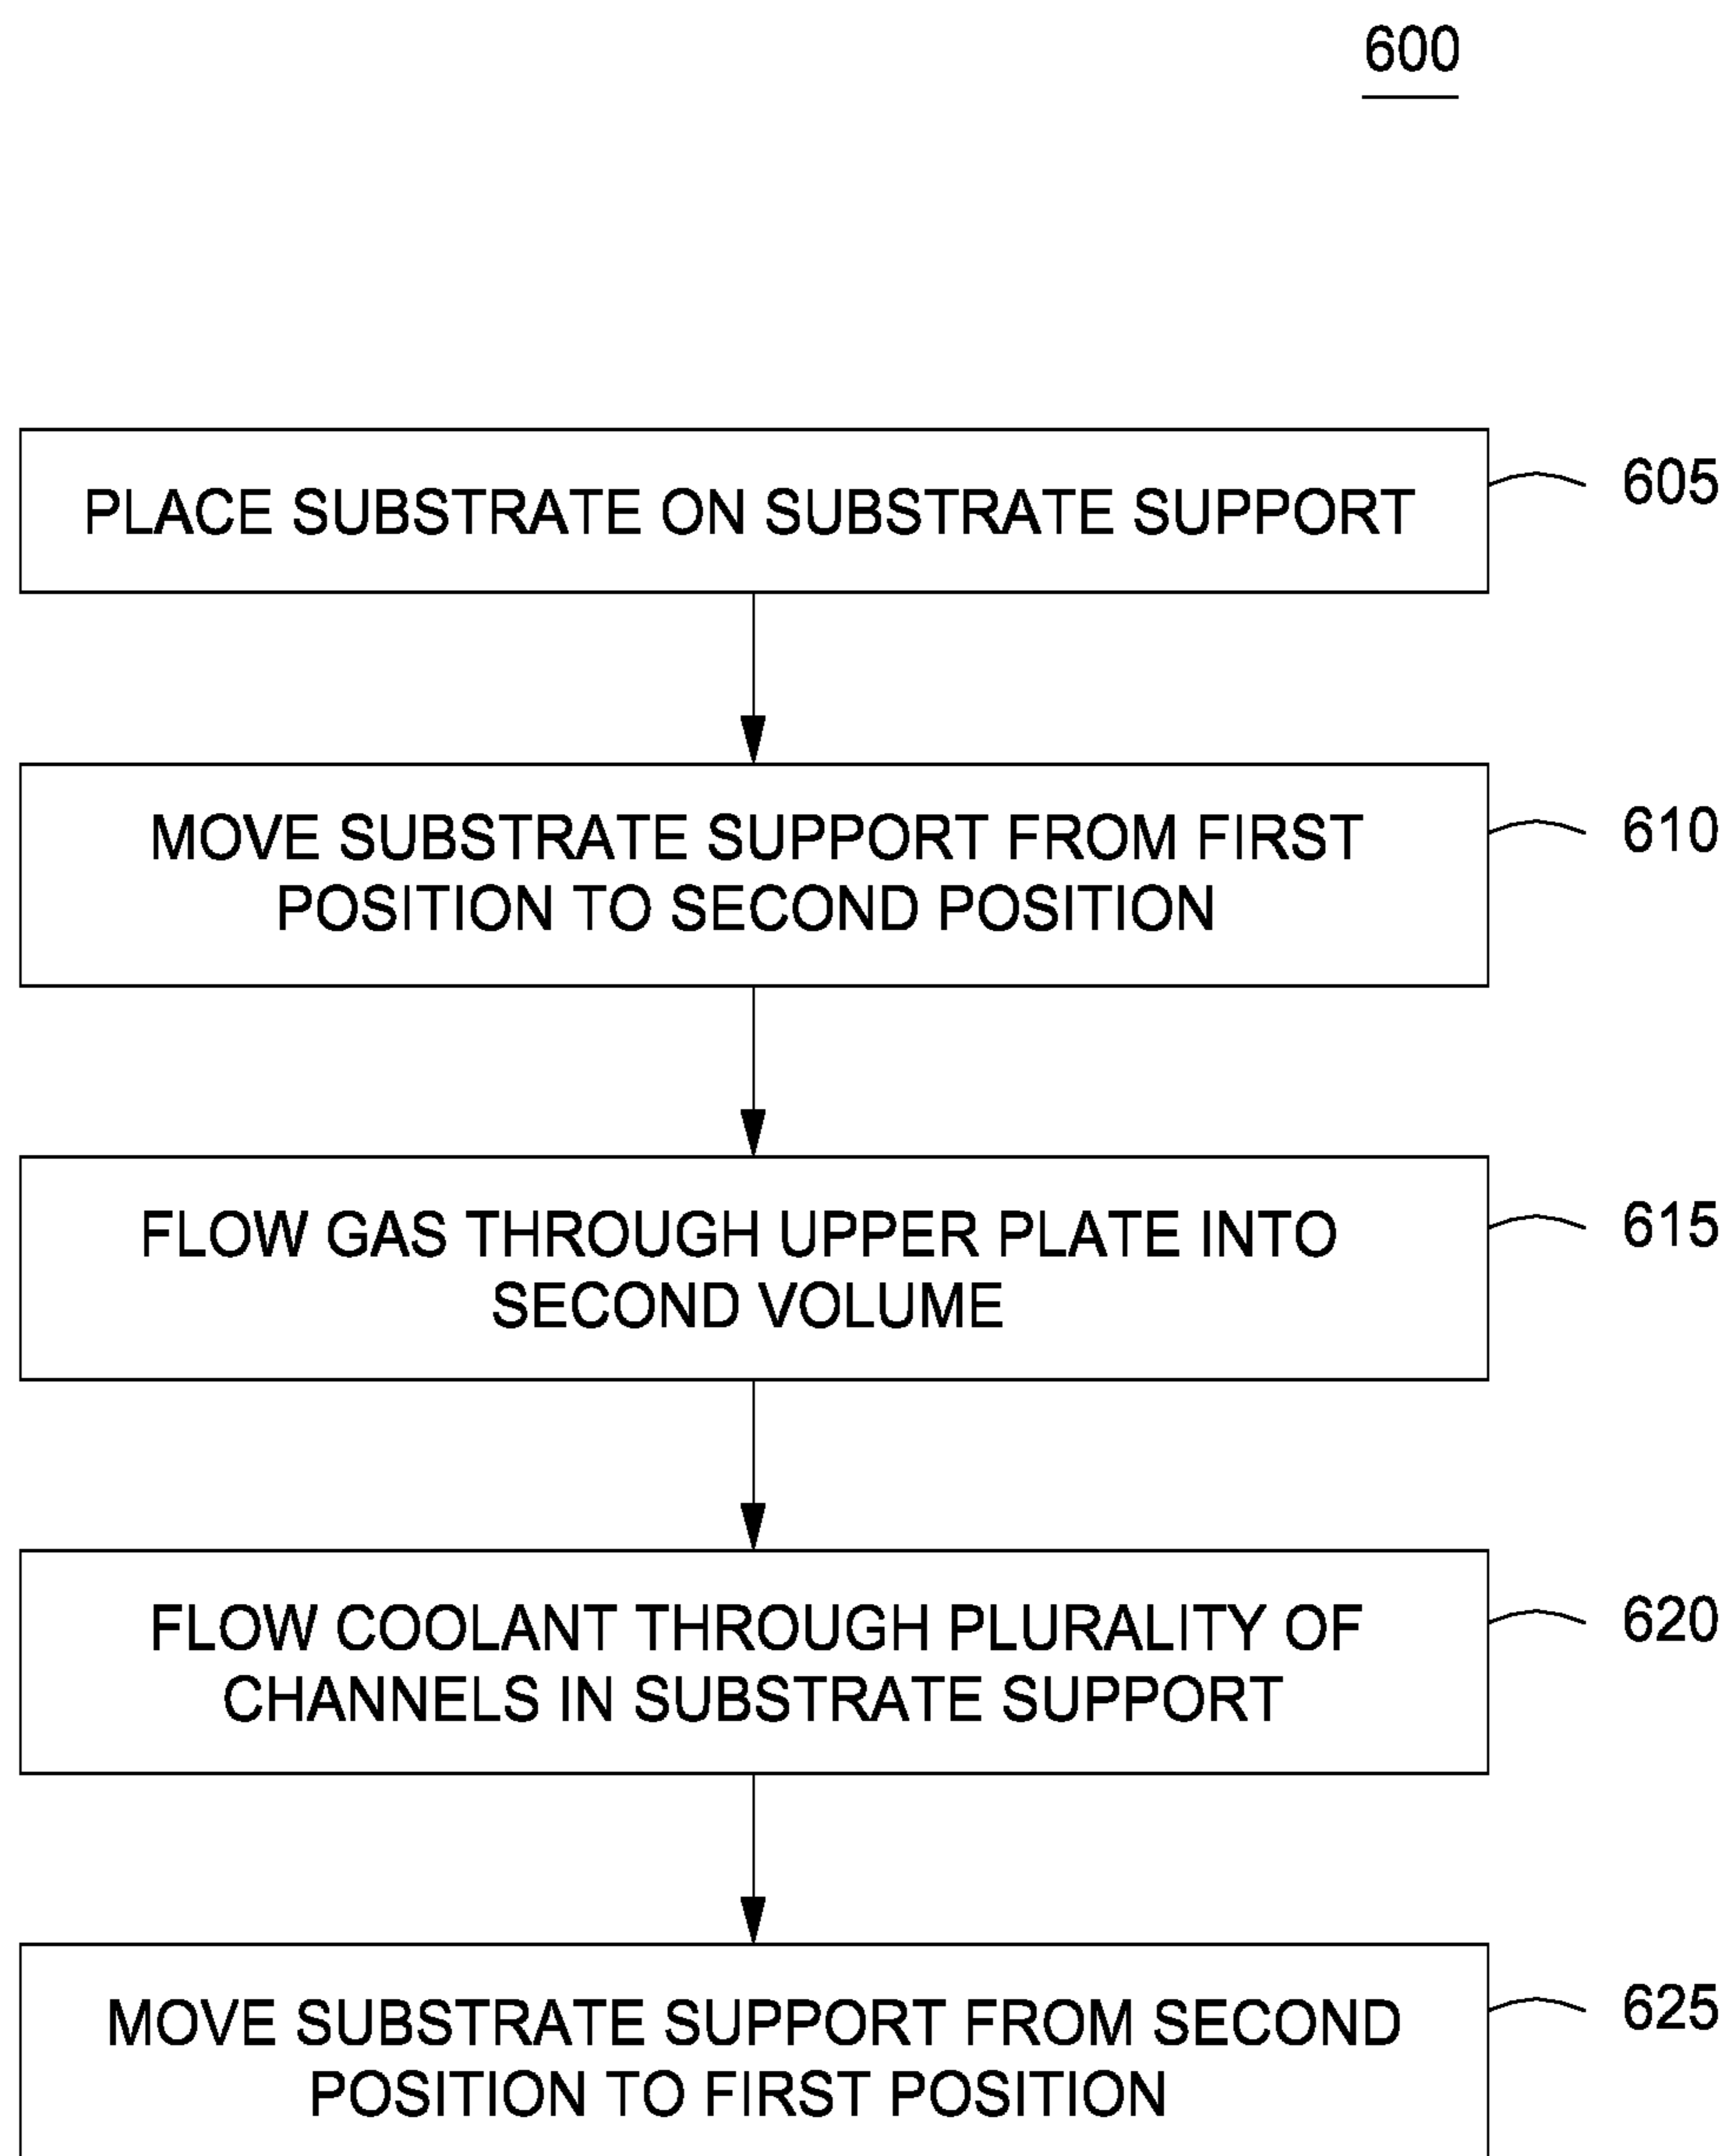 600
PLACE SUBSTRATE ON SUBSTRATE SUPPORT
605
MOVE SUBSTRATE SUPPORT FROM FIRST
POSITION TO SECOND POSITION
610
FLOW GAS THROUGH UPPER PLATE INTO
SECOND VOLUME
615
FLOW COOLANT THROUGH PLURALITY OF
CHANNELS IN SUBSTRATE SUPPORT
620
MOVE SUBSTRATE SUPPORT FROM SECOND
POSITION TO FIRST POSITION
625